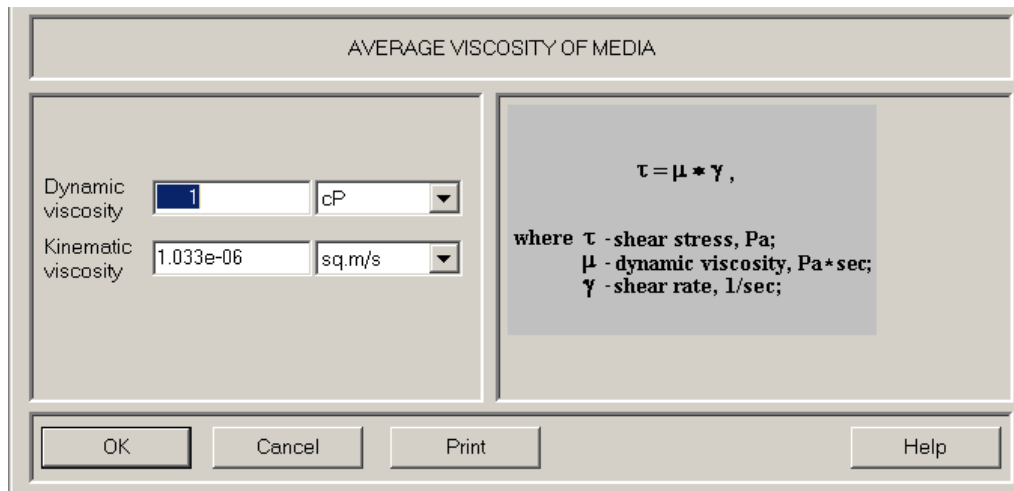 AVERAGE VISCOSITY OF MEDIA
Dynamic
viscosity
1
cP
Kinematic
viscosity
1.033e-06
sq.m/s
τ = μ * γ ,
where τ - shear stress, Pa;
μ - dynamic viscosity, Pa*sec;
γ - shear rate, 1/sec;
OK
Cancel
Print
Help